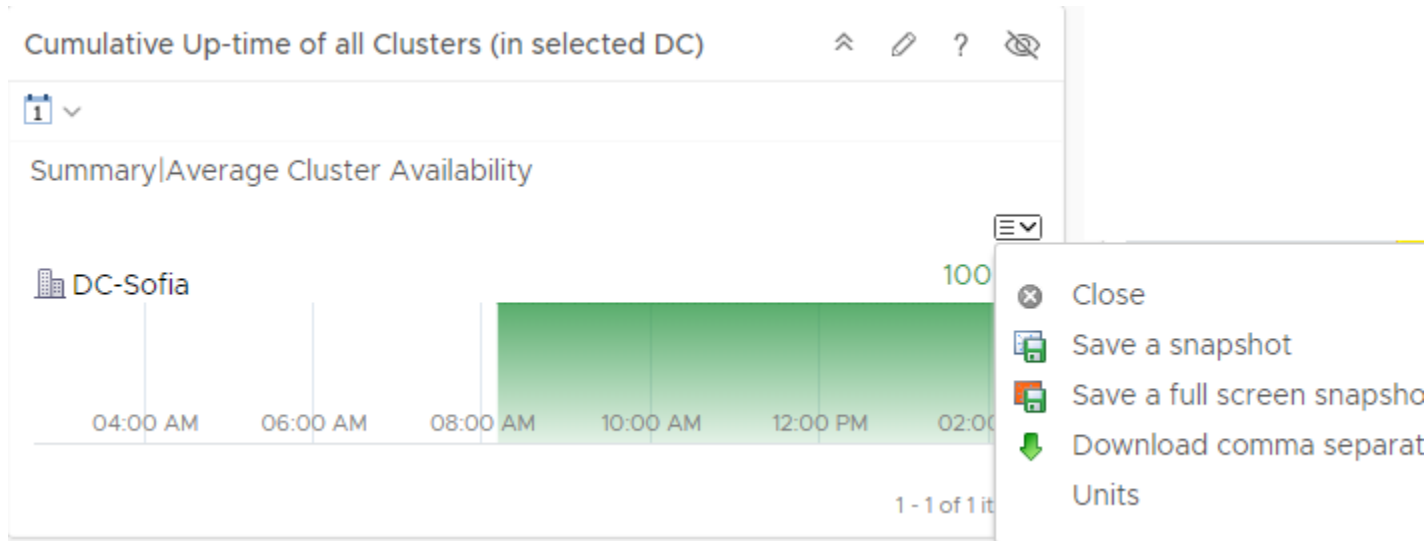 Cumulative Up-time of all Clusters (in selected DC)
?
1
Summary|Average Cluster Availability
DC-Sofia
100
04:00 AM 06:00 AM 08:00 AM 10:00 AM 12:00 PM 02:00
1 - 1 of 1 it
Close
Save a snapshot
Save a full screen snapsho
Download comma separat
Units